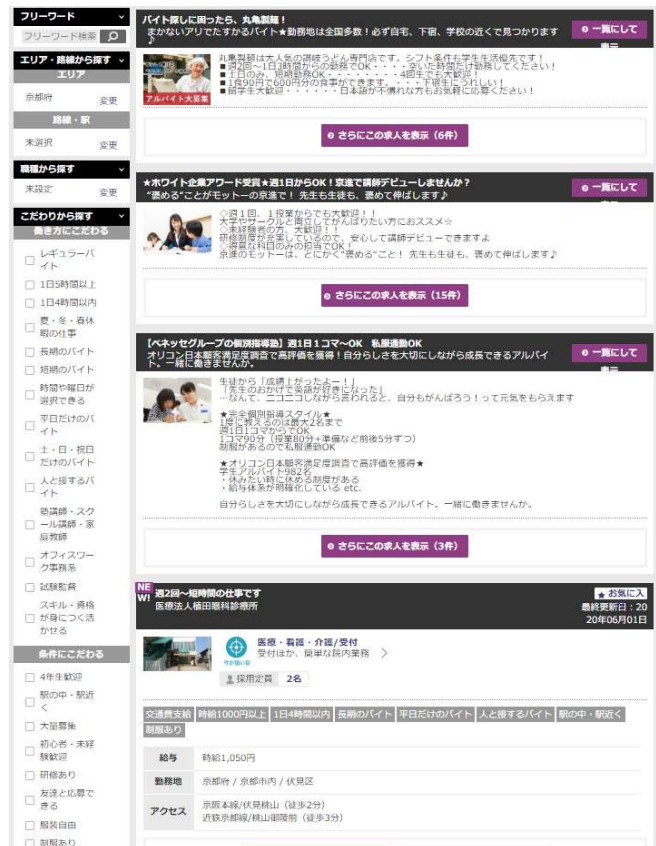 フリーワード
フリーワード検索
エリア・路線から探す
エリア
京都府
変更
路線・駅
未選択
変更
職種から探す
未設定
変更
こだわりから探す
働き方にこだわる
レギュラーバ
イト
1日5時間以上
1日4時間以内
夏・冬・春休
暇の仕事
長期のバイト
短期のバイト
時間や曜日が
選択できる
平日だけのバ
イト
土・日・祝日
だけのバイト
人と接するバ
イト
塾講師・スク
ール講師・家
庭教師
オフィスワー
ク事務系
試験監督
スキル・資格
が身につく活
かせる
条件にこだわる
4年生歓迎
駅の中・駅近
く
大量募集
初心者・未経
験歓迎
研修あり
友達と応募で
きる
服装自由
制服あり
バイト探しに困ったら、丸亀製麺！
まかないアリでたすかるバイト★勤務地は全国多数！必ず自宅、下宿、学校の近くで見つかります
♪
一覧にして
表示
アルバイト大募集
丸亀製麺は大人気の讃岐うどん専門店です。シフト条件も学生生活優先です！
■週2回～1日3時間からの勤務でOK・・・・空いた時間だけ勤務してください！
■土日のみ、短期勤務OK・・・・・・・・4回生でも大歓迎！
■1食90円で600円分の食事ができます。・・・下宿生にうれしい！
■留学生大歓迎・・・・・・日本語が不慣れな方もお気軽に応募ください！
さらにこの求人を表示（6件）
★ホワイト企業アワード受賞★週1日からOK！京進で講師デビューしませんか？
“褒める”ことがモットーの京進で！ 先生も生徒も、褒めて伸ばします♪
一覧にして
表示
◇週１回、１授業からでも大歓迎！！
大学やサークルと両立してがんばりたい方におススメ☆
◇未経験者の方、大歓迎！！
研修制度が充実しているので、安心して講師デビューできますよ
◇得意な科目のみの担当でOK！
京進のモットーは、とにかく“褒める”こと！ 先生も生徒も、褒めて伸ばします♪
さらにこの求人を表示（15件）
【ベネッセグループの個別指導塾】週1日１コマ～OK　私服通勤OK
オリコン日本顧客満足度調査で高評価を獲得！自分らしさを大切にしながら成長できるアルバイ
ト。一緒に働きませんか。
一覧にして
表示
生徒から「成績上がったよー！」
「先生のおかげで英語が好きになった」
…なんて、ニコニコしながら言われると、自分もがんばろう！って元気をもらえます
★完全個別指導スタイル★
1度に教えるのは最大2名まで
週1日1コマからでOK
1コマ90分（授業80分+準備など前後5分ずつ）
制服があるので私服通勤OK
★オリコン日本顧客満足度調査で高評価を獲得★
学生アルバイト982名
・休みたい時に休める制度がある
・給与体系が明確化している etc.
自分らしさを大切にしながら成長できるアルバイト。一緒に働きませんか。
さらにこの求人を表示（3件）
NE
W!
週2回～短時間の仕事です
医療法人植田眼科診療所
★ お気に入
最終更新日：20
20年06月01日
医療・看護・介護/受付
受付ほか、簡単な院内業務
採用定員 2名
交通費支給 時給1000円以上 1日4時間以内 長期のバイト 平日だけのバイト 人と接するバイト 駅の中・駅近く
制服あり
給与 時給1,050円
勤務地 京都府 / 京都市内 / 伏見区
アクセス
京阪本線/伏見桃山（徒歩2分）
近鉄京都線/桃山御陵前（徒歩3分）